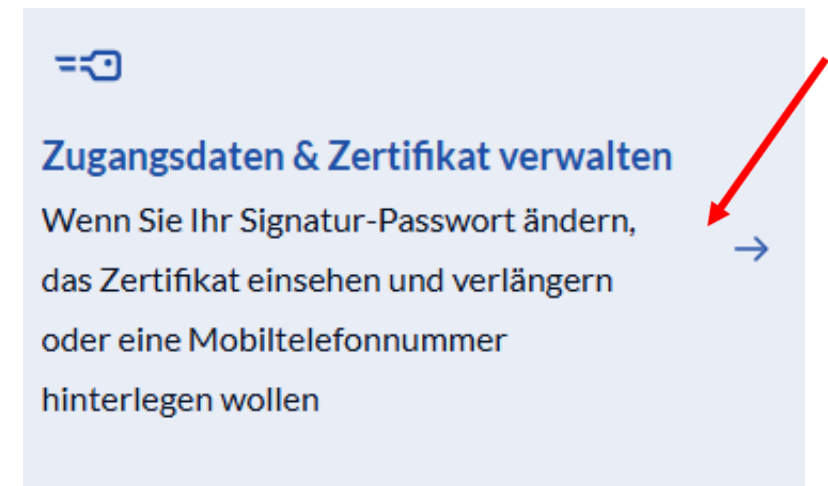 Zugangsdaten & Zertifikat verwalten
Wenn Sie Ihr Signatur-Passwort ändern,
das Zertifikat einsehen und verlängern
oder eine Mobiltelefonnummer
hinterlegen wollen